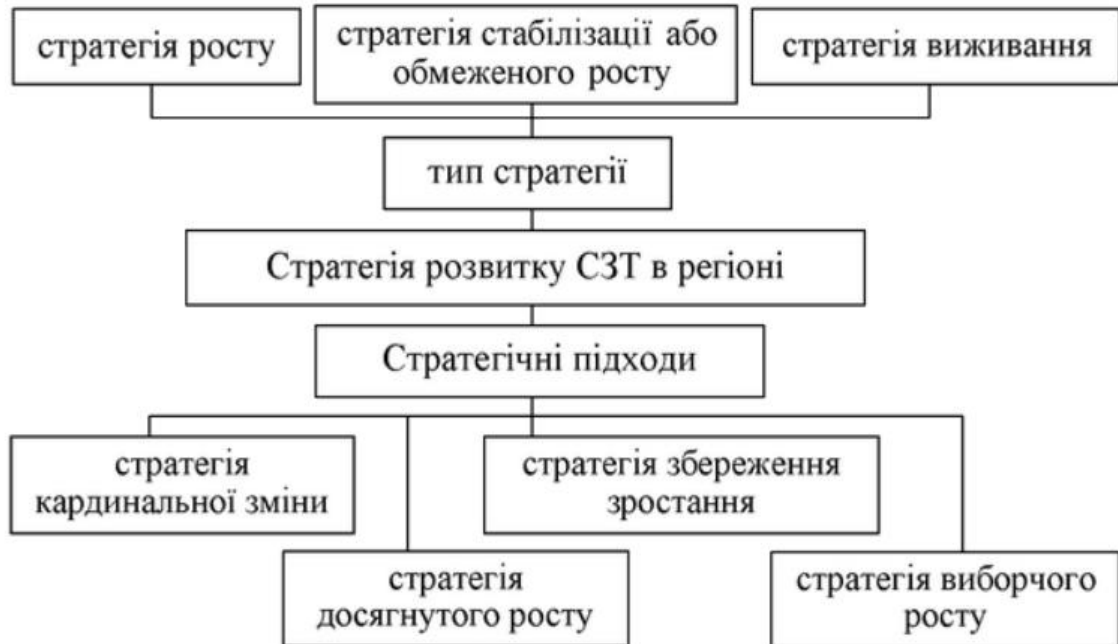 стратегія росту
стратегія стабілізації або
обмеженого росту
стратегія виживання
тип стратегії
Стратегія розвитку СЗТ в регіоні
Стратегічні підходи
стратегія
кардинальної зміни
стратегія збереження
зростання
стратегія
досягнутого росту
стратегія виборчого
росту